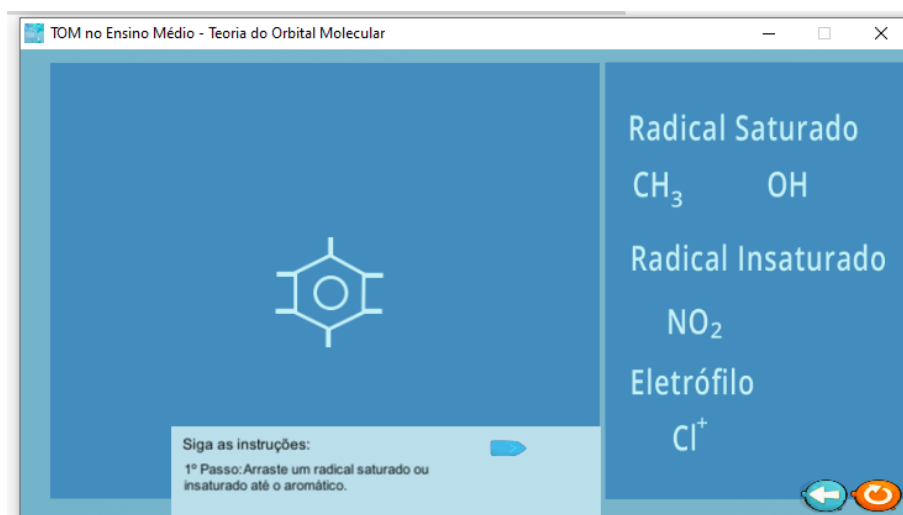 TOM no Ensino Médio - Teoria do Orbital Molecular
Radical Saturado
CH₃ OH
Radical Insaturado
NO₂
Eletrófilo
Cl⁺
Siga as instruções:
1º Passo: Arraste um radical saturado ou
insaturado até o aromático.